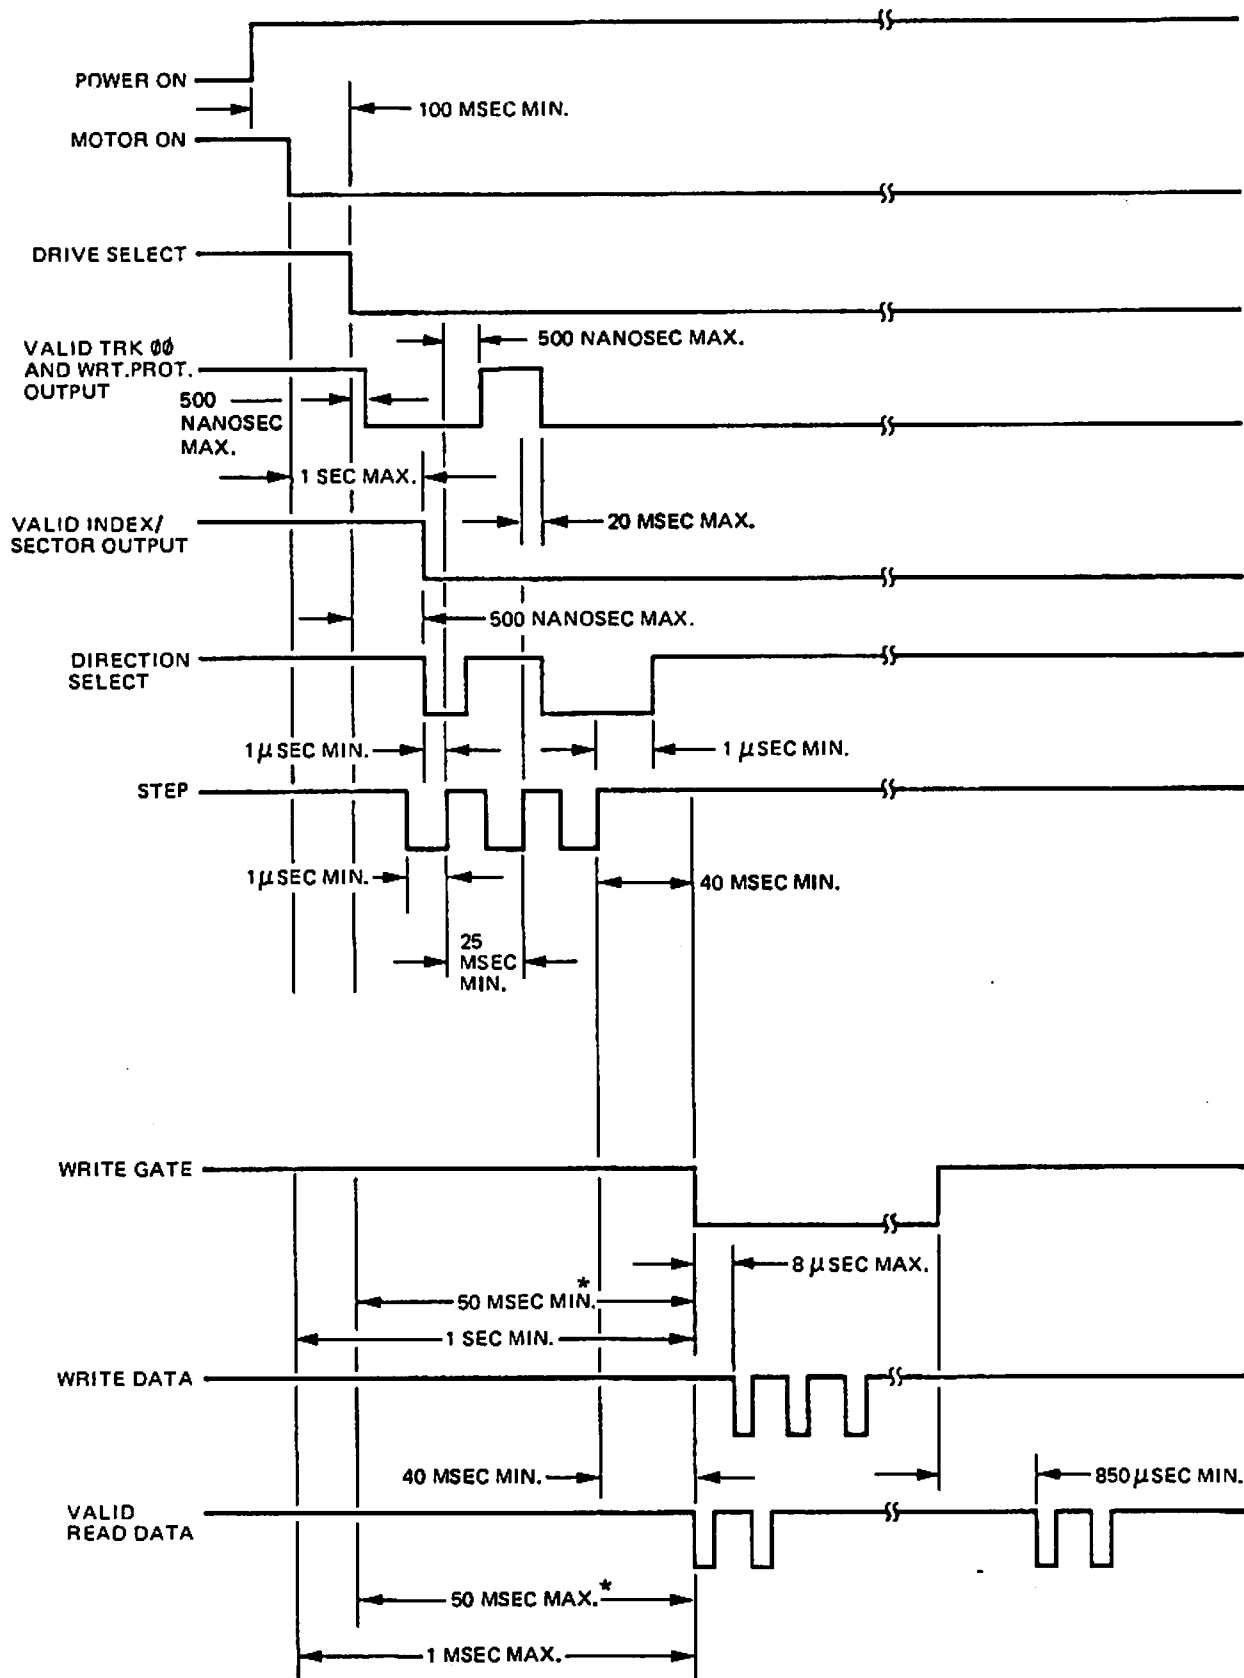 POWER ON
100 MSEC MIN.
MOTOR ON
DRIVE SELECT
500 NANOSEC MAX.
VALID TRK ØØ
AND WRT.PROT.
OUTPUT
500
NANOSEC
MAX.
1 SEC MAX.
20 MSEC MAX.
VALID INDEX/
SECTOR OUTPUT
500 NANOSEC MAX.
DIRECTION
SELECT
1 μSEC MIN.
1 μSEC MIN.
STEP
1 μSEC MIN.
40 MSEC MIN.
25
MSEC
MIN.
WRITE GATE
8 μSEC MAX.
50 MSEC MIN.*
1 SEC MIN.
WRITE DATA
40 MSEC MIN.
850 μSEC MIN.
VALID
READ DATA
50 MSEC MAX.*
1 MSEC MAX.